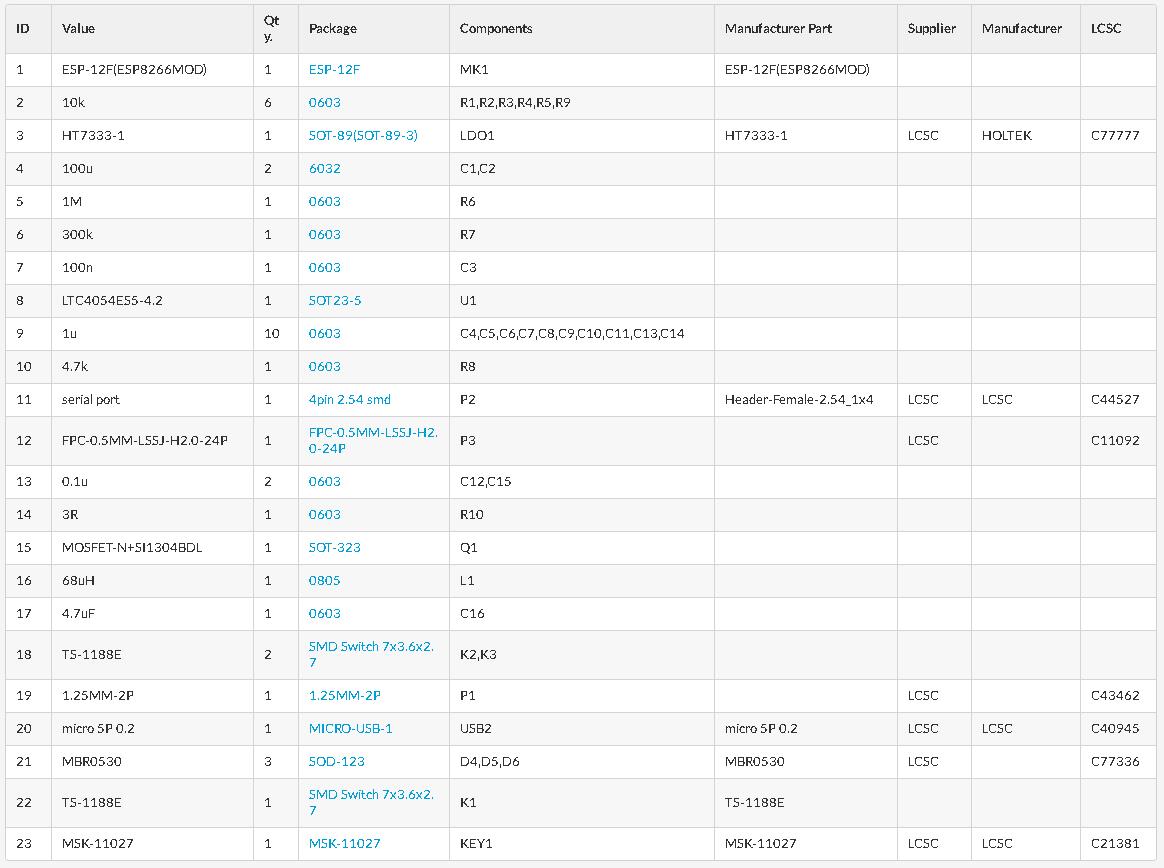 ID Value Qt y. Package Components Manufacturer Part Supplier Manufacturer LCSC
1 ESP-12F(ESP8266MOD) 1 ESP-12F MK1 ESP-12F(ESP8266MOD)
2 10k 6 0603 R1,R2,R3,R4,R5,R9
3 HT7333-1 1 SOT-89(SOT-89-3) LDO1 HT7333-1 LCSC HOLTEK C77777
4 100u 2 6032 C1,C2
5 1M 1 0603 R6
6 300k 1 0603 R7
7 100n 1 0603 C3
8 LTC4054ES5-4.2 1 SOT23-5 U1
9 1u 10 0603 C4,C5,C6,C7,C8,C9,C10,C11,C13,C14
10 4.7k 1 0603 R8
11 serial port 1 4pin 2.54 smd P2 Header-Female-2.54_1x4 LCSC LCSC C44527
12 FPC-0.5MM-LSSJ-H2.0-24P 1 FPC-0.5MM-LSSJ-H2. 0-24P P3 LCSC C11092
13 0.1u 2 0603 C12,C15
14 3R 1 0603 R10
15 MOSFET-N+SI1304BDL 1 SOT-323 Q1
16 68uH 1 0805 L1
17 4.7uF 1 0603 C16
18 TS-1188E 2 SMD Switch 7x3.6x2. 7 K2,K3
19 1.25MM-2P 1 1.25MM-2P P1 LCSC C43462
20 micro 5P 0.2 1 MICRO-USB-1 USB2 micro 5P 0.2 LCSC LCSC C40945
21 MBR0530 3 SOD-123 D4,D5,D6 MBR0530 LCSC C77336
22 TS-1188E 1 SMD Switch 7x3.6x2. 7 K1 TS-1188E
23 MSK-11027 1 MSK-11027 KEY1 MSK-11027 LCSC LCSC C21381